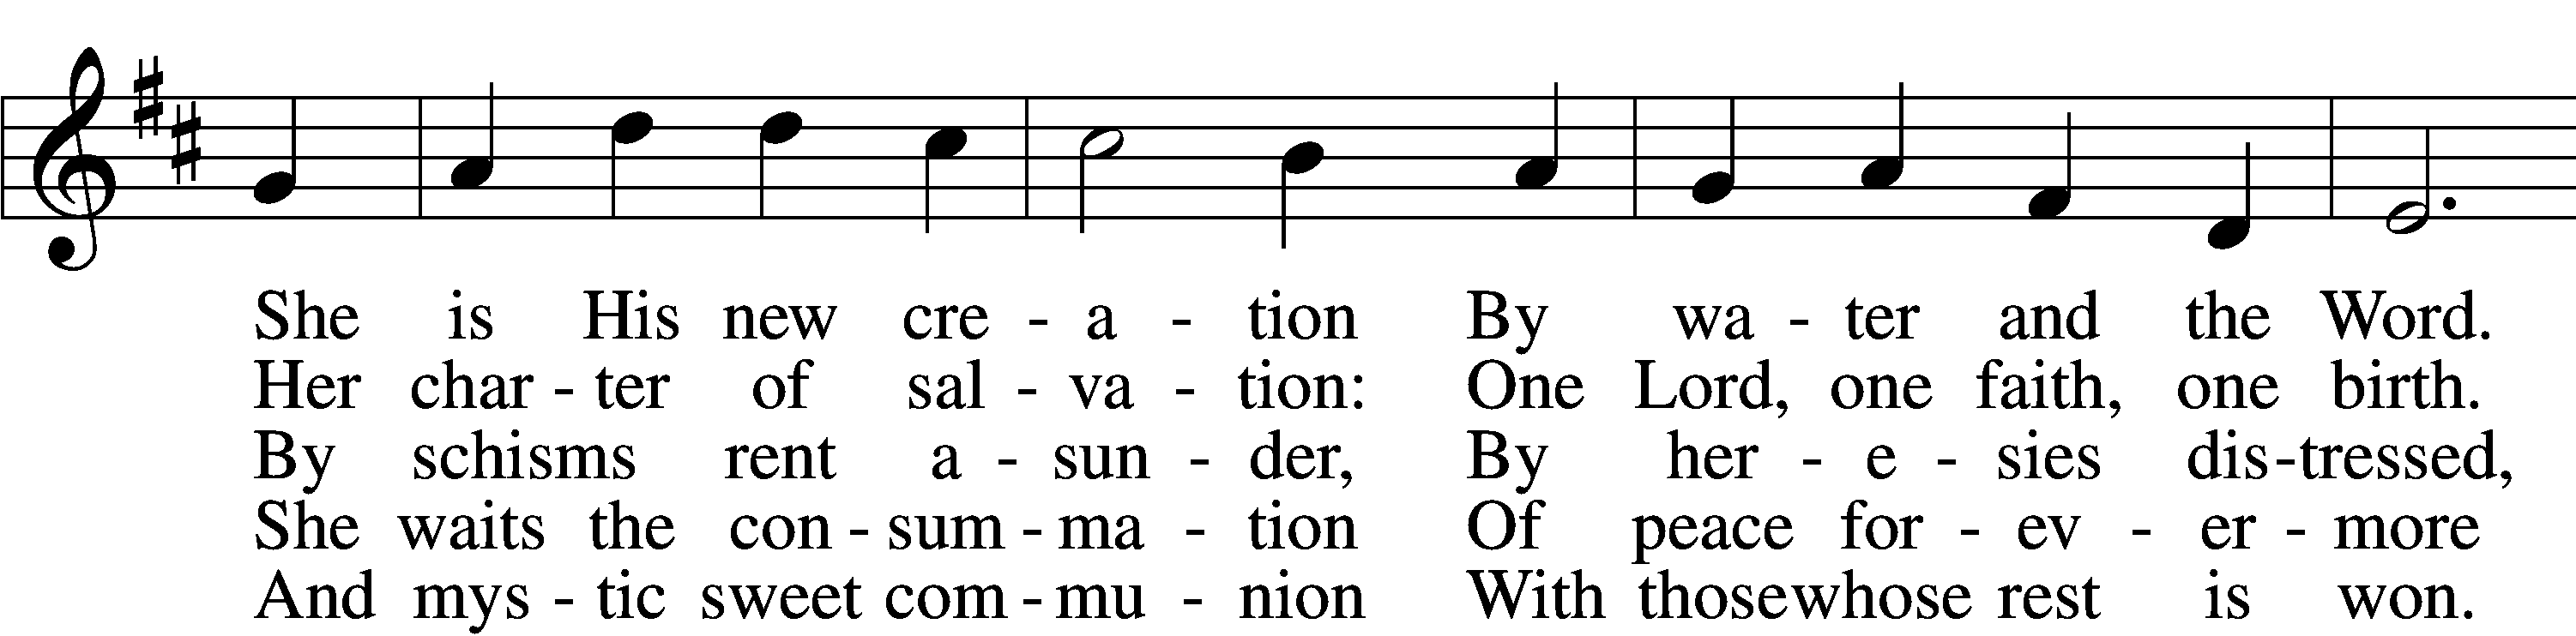 She is His new cre - a - tion By wa - ter and the Word.
Her char - ter of sal - va - tion: One Lord, one faith, one birth.
By schisms rent a - sun - der, By her - e - sies dis - tressed,
She waits the con - sum - ma - tion Of peace for - ev - er - more
And mys - tic sweet com - mu - nion With those whose rest is won.